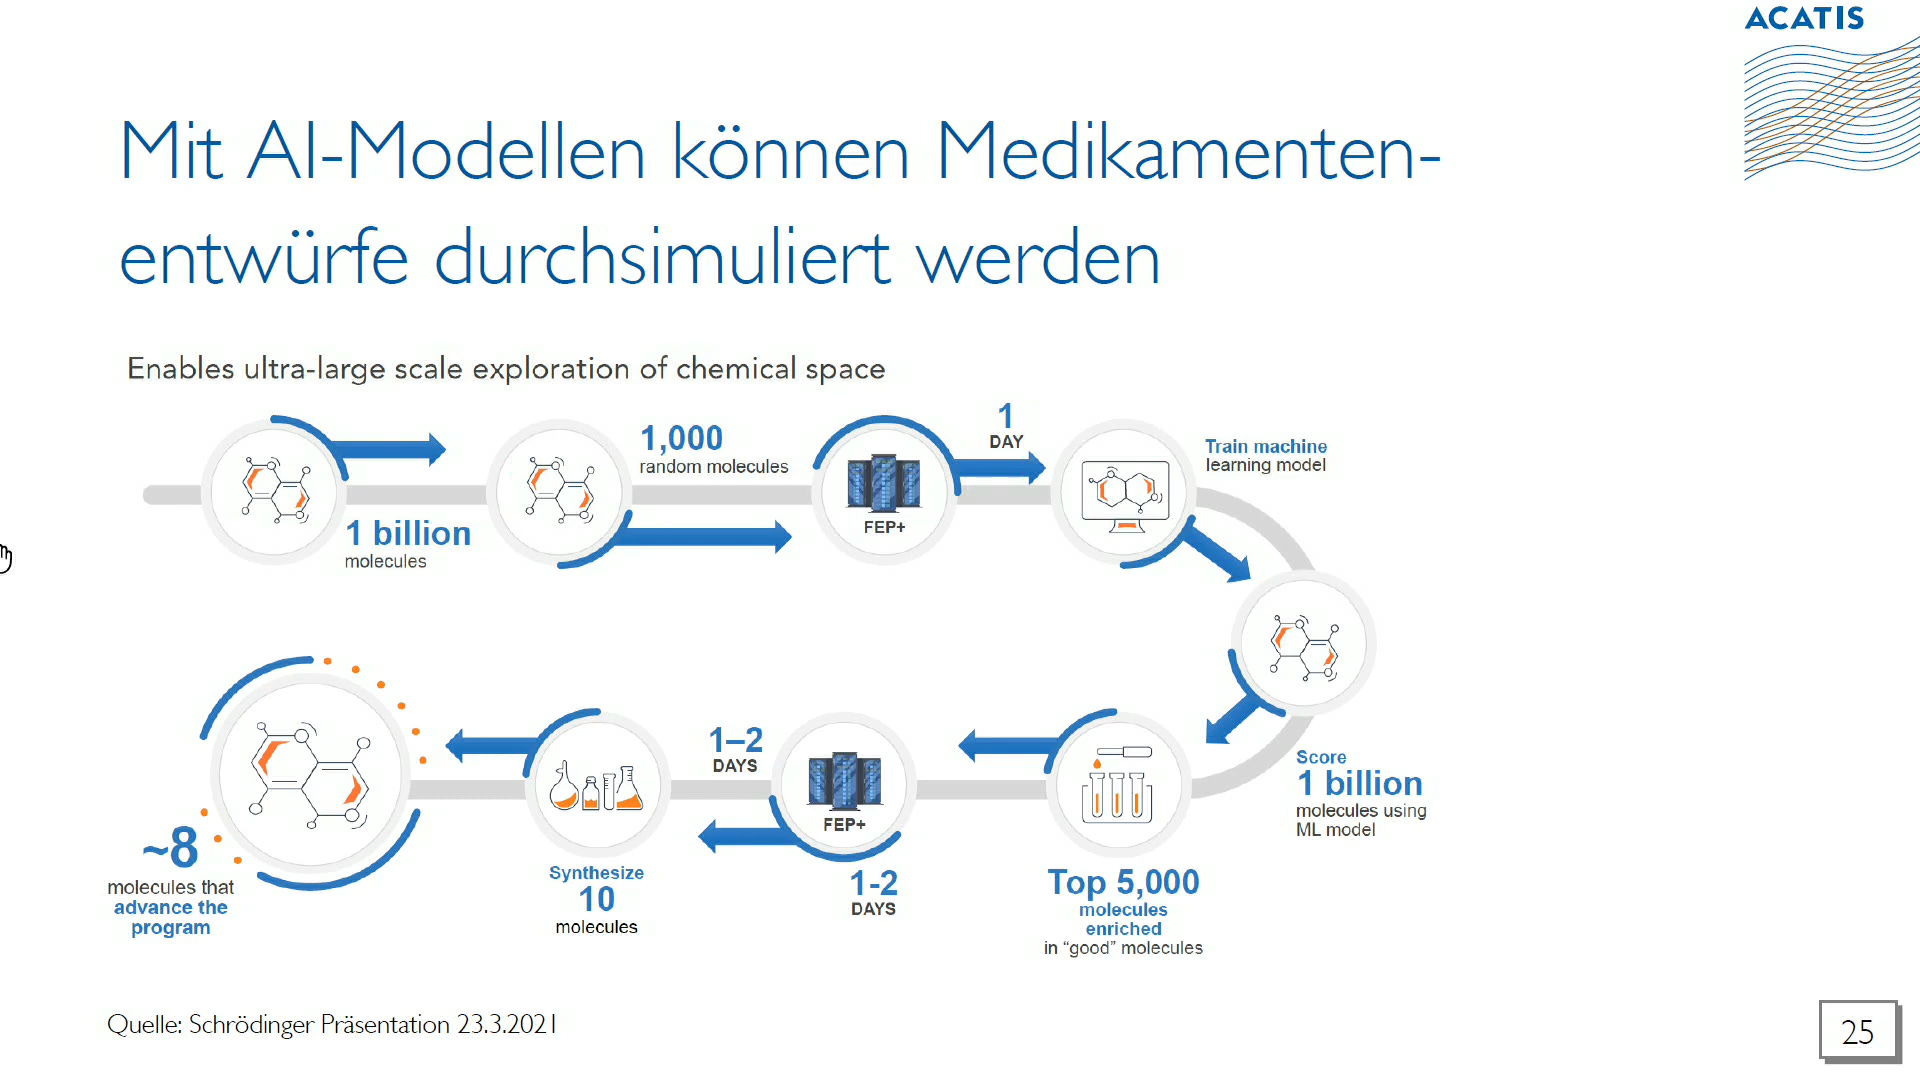 ACATIS
Mit AI-Modellen können Medikamenten-
entwürfe durchsimuliert werden
Enables ultra-large scale exploration of chemical space
1 billion
molecules
1,000
random molecules
FEP+
1
DAY
Train machine
learning model
Score
1 billion
molecules using
ML model
Top 5,000
molecules
enriched
in “good” molecules
FEP+
1-2
DAYS
1–2
DAYS
Synthesize
10
molecules
~8
molecules that
advance the
program
Quelle: Schrödinger Präsentation 23.3.2021
25